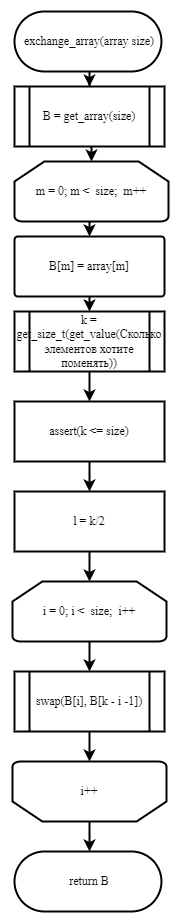 exchange_array(array size)
B = get_array(size)
m = 0; m < size; m++
B[m] = array[m]
k =
get_size_t(get_value(Сколько
элементов хотите
поменять))
assert(k <= size)
l = k/2
i = 0; i < size; i++
swap(B[i], B[k - i -1])
i++
return B